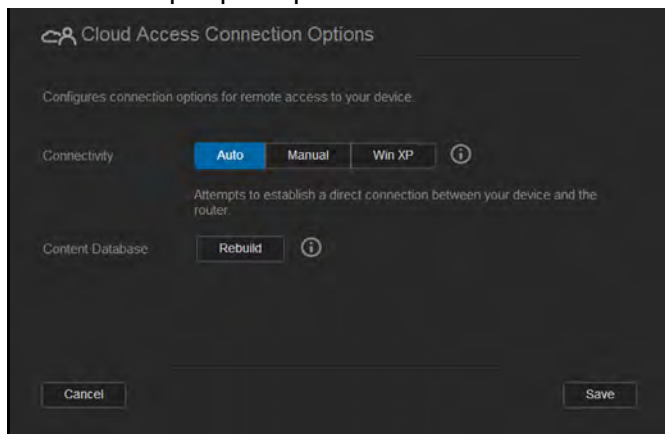 Cloud Access Connection Options
Configures connection options for remote access to your device.
Connectivity Auto Manual Win XP
Attempts to establish a direct connection between your device and the
router.
Content Database Rebuild
Cancel Save